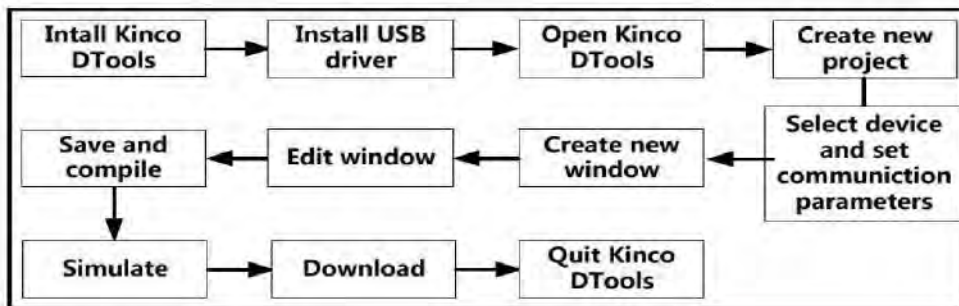 Intall Kinco
DTools
Install USB
driver
Open Kinco
DTools
Create new
project
Select device
and set
communiction
parameters
Create new
window
Edit window
Save and
compile
Simulate
Download
Quit Kinco
DTools